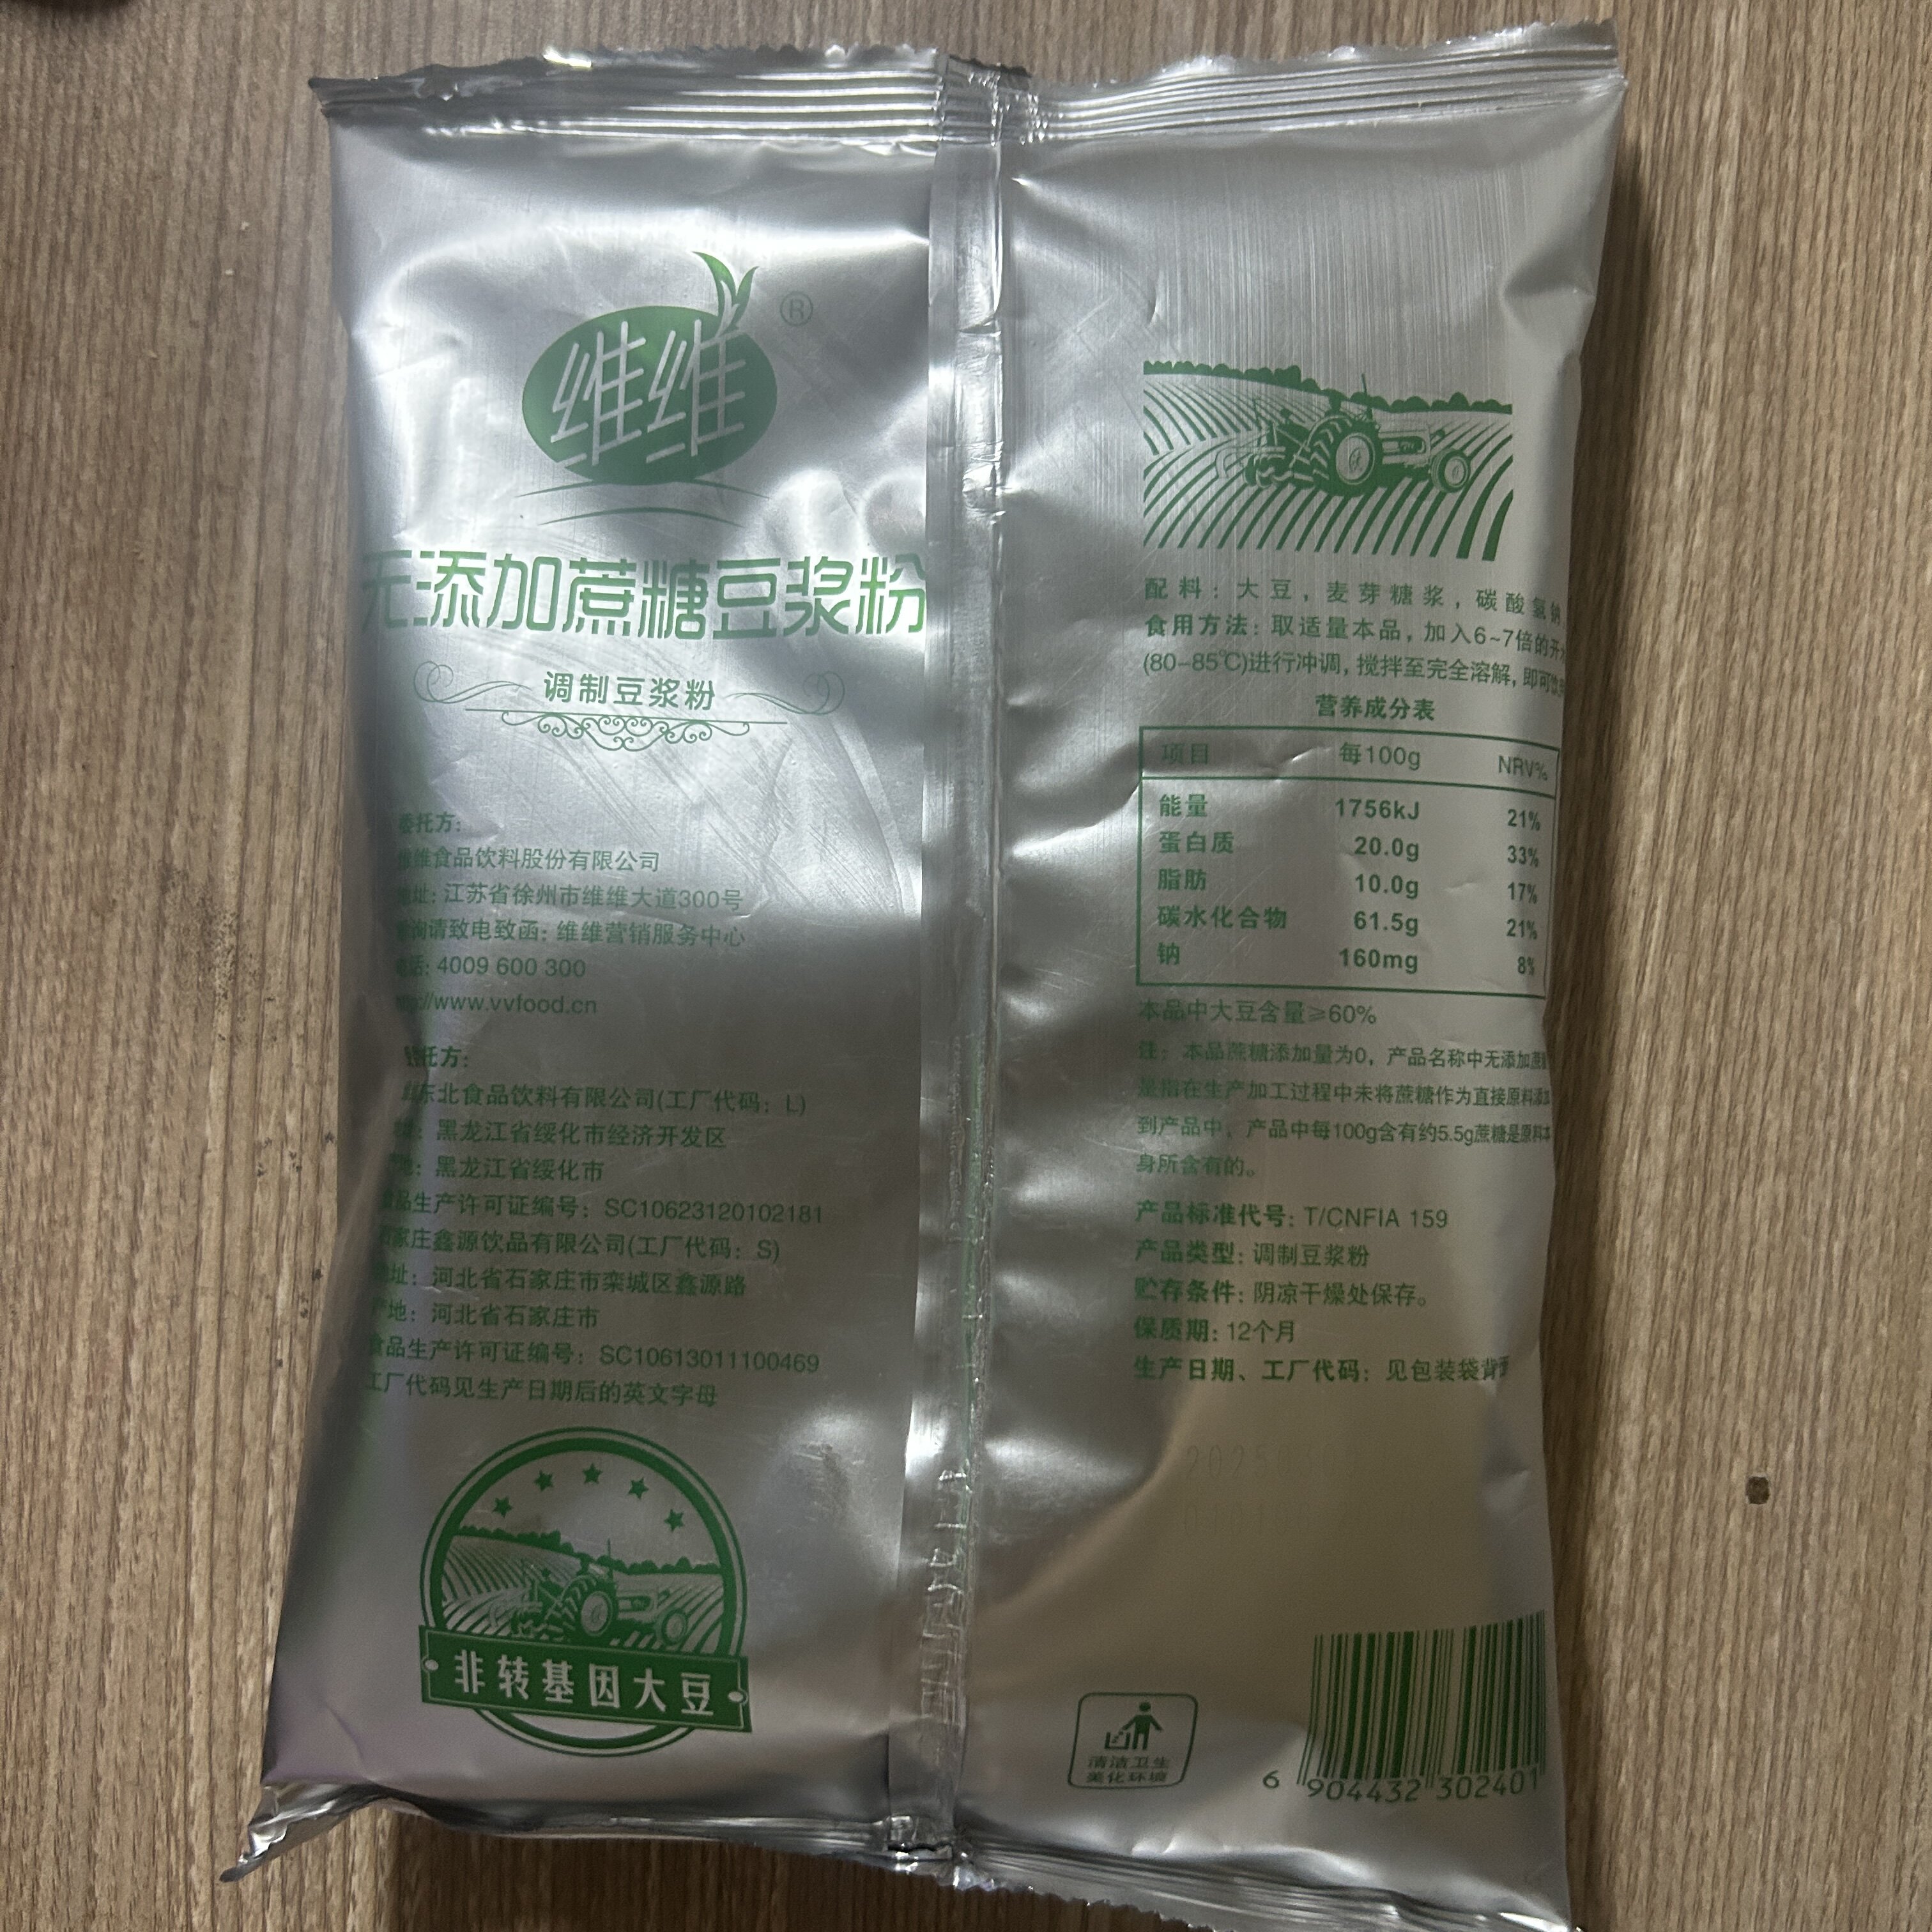 维维®
无添加蔗糖豆浆粉
调制豆浆粉
委托方:
维维食品饮料股份有限公司
地址: 江苏省徐州市维维大道300号
咨询请致电致函: 维维营销服务中心
电话: 4009 600 300
http://www.vvfood.cn
托方:
东北食品饮料有限公司(工厂代码: L)
地址: 黑龙江省绥化市经济开发区
产地: 黑龙江省绥化市
食品生产许可证编号: SC10623120102181
石家庄鑫源饮品有限公司(工厂代码: S)
地址: 河北省石家庄市栾城区鑫源路
产地: 河北省石家庄市
食品生产许可证编号: SC10613011100469
工厂代码见生产日期后的英文字母
非转基因大豆
配料: 大豆, 麦芽糖浆, 碳酸氢钠
食用方法: 取适量本品, 加入6~7倍的开
(80-85℃)进行冲调, 搅拌至完全溶解, 即可饮
营养成分表
项目 每100g NRV%
能量 1756kJ 21%
蛋白质 20.0g 33%
脂肪 10.0g 17%
碳水化合物 61.5g 21%
钠 160mg 8%
本品中大豆含量≥60%
注: 本品蔗糖添加量为0, 产品名称中无添加蔗糖
是指在生产加工过程中未将蔗糖作为直接原料添加
到产品中, 产品中每100g含有约5.5g蔗糖是原料本
身所含有的。
产品标准代号: T/CNFIA 159
产品类型: 调制豆浆粉
贮存条件: 阴凉干燥处保存。
保质期: 12个月
生产日期、工厂代码: 见包装袋背面
清洁卫生
美化环境
6 904432 302401